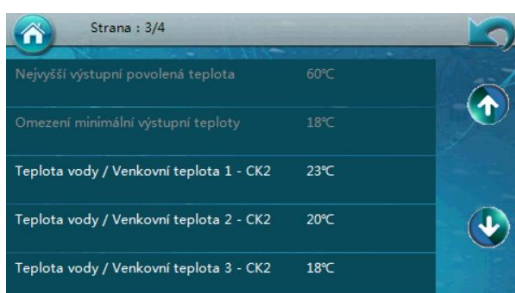 Strana : 3/4
Nejvyšší výstupní povolená teplota 60℃
Omezení minimální výstupní teploty 18℃
Teplota vody / Venkovní teplota 1 - CK2 23℃
Teplota vody / Venkovní teplota 2 - CK2 20℃
Teplota vody / Venkovní teplota 3 - CK2 18℃